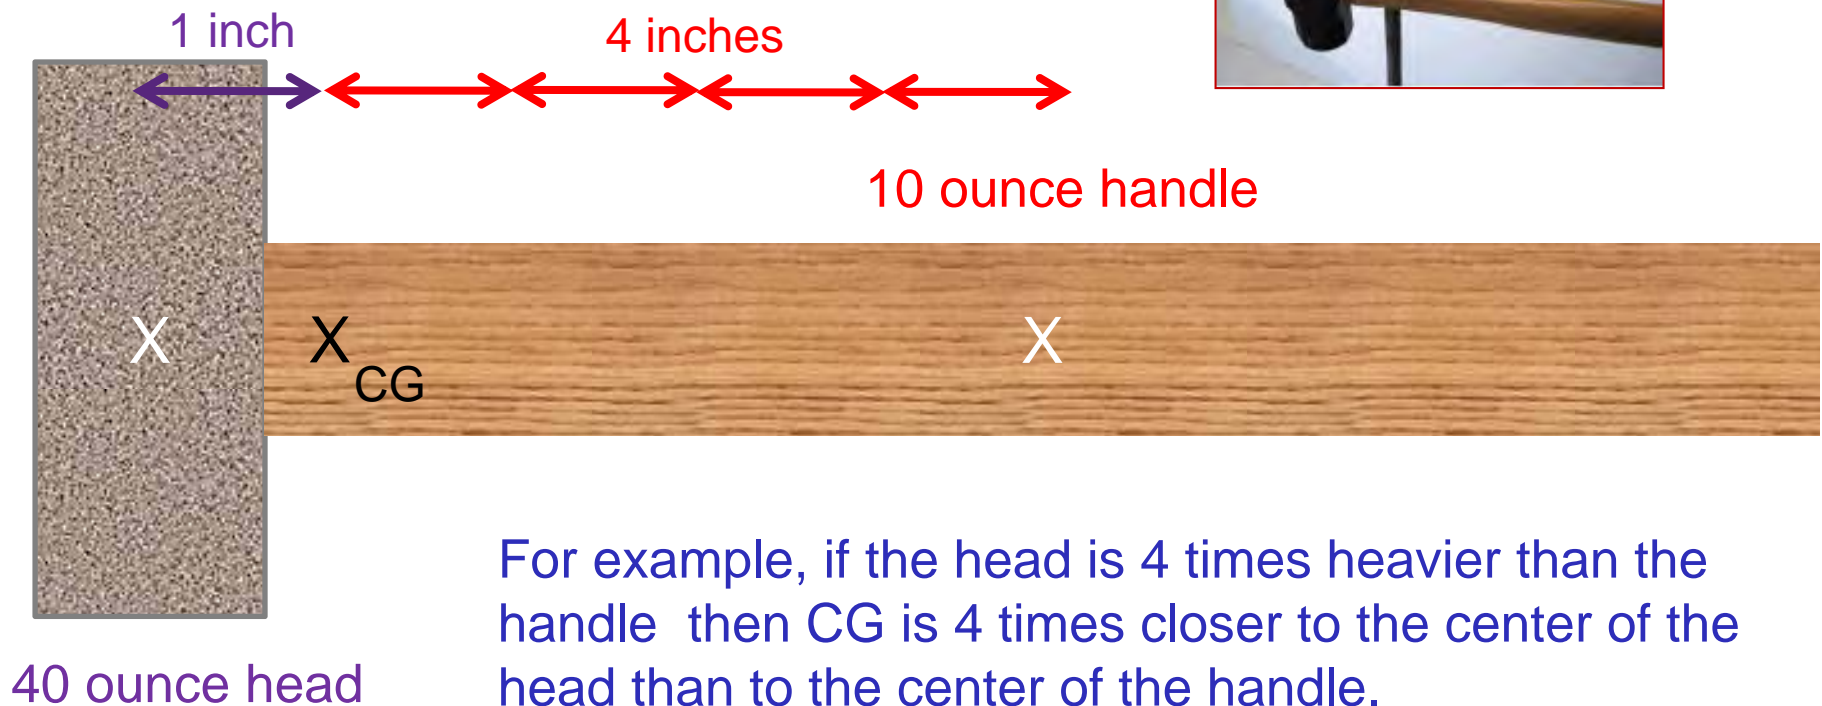 1 inch
4 inches
10 ounce handle
X
X
CG
X
For example, if the head is 4 times heavier than the
handle then CG is 4 times closer to the center of the
head than to the center of the handle.
40 ounce head